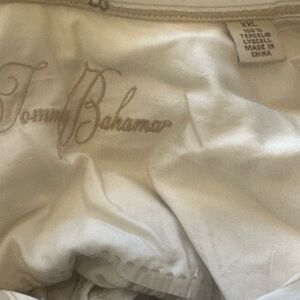 Tommy Bahama
XXL
100%
TENCEL®
LYOCELL
MADE IN
CHINA